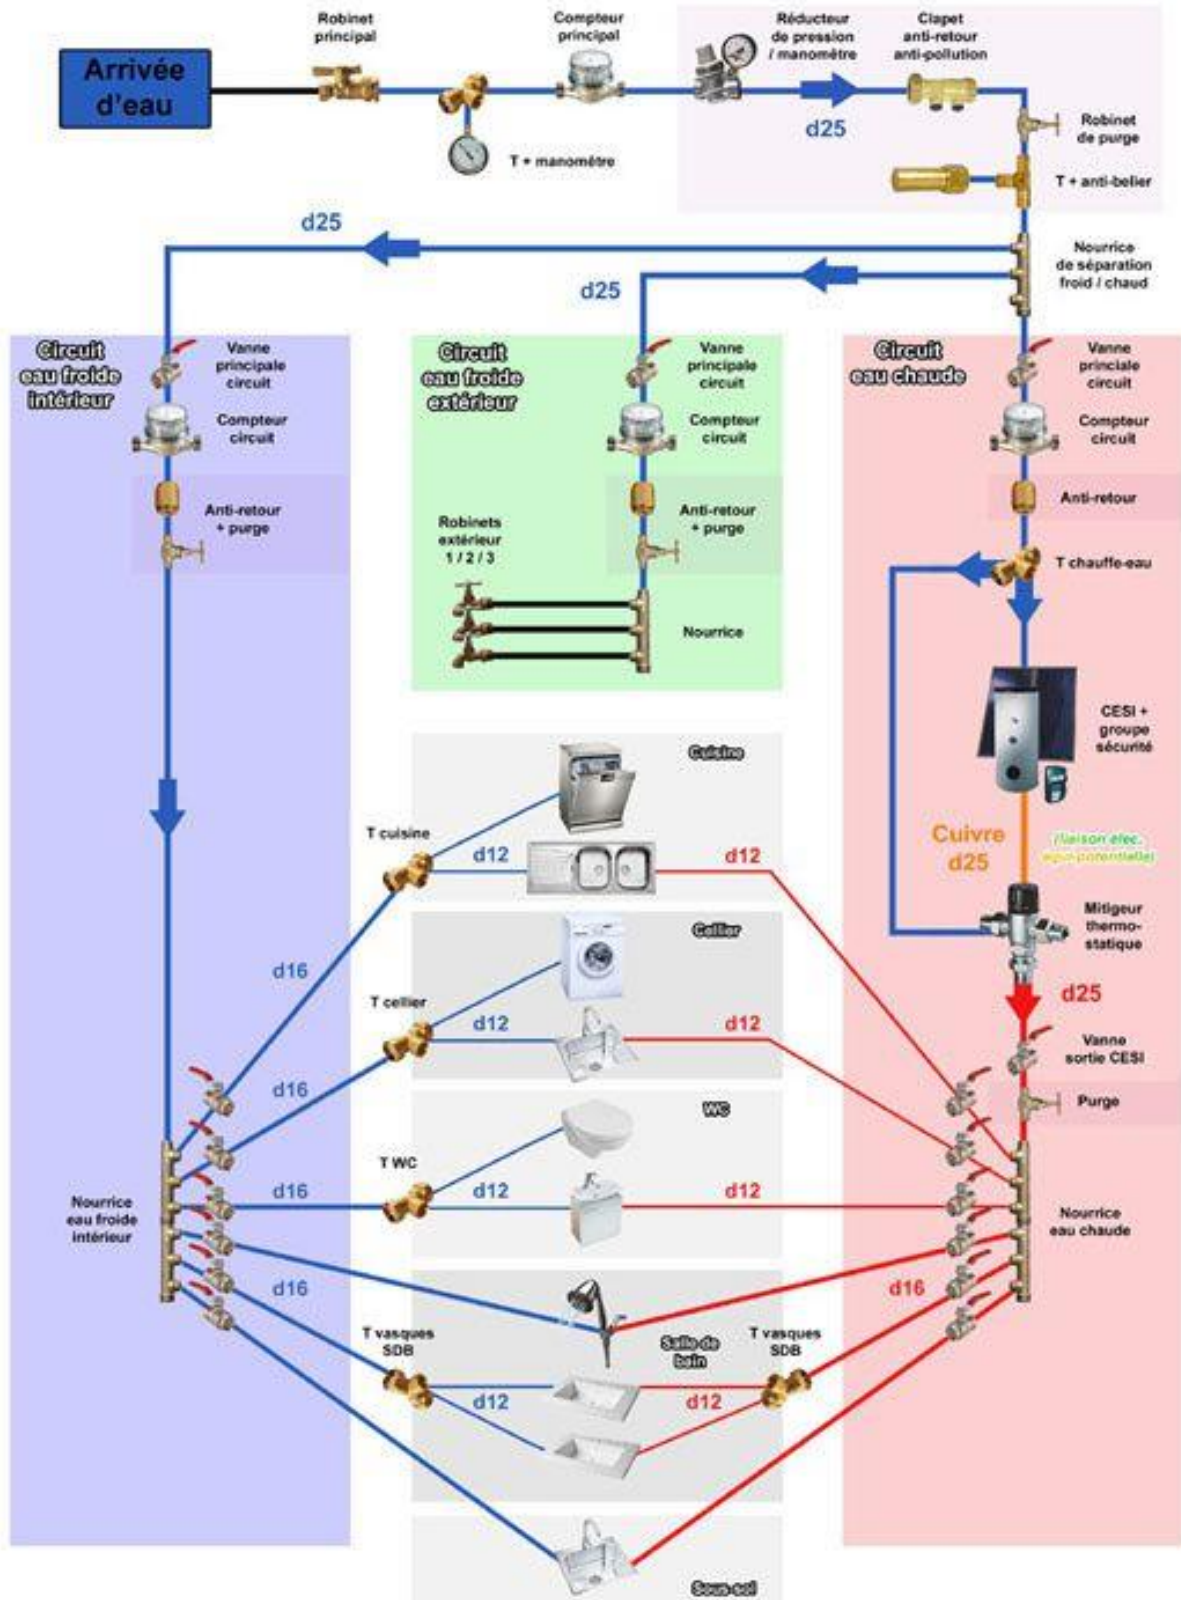 Arrivée
d'eau
Robinet
principal
Compteur
principal
Réducteur
de pression
/ manomètre
Clapet
anti-retour
anti-pollution
T + manomètre
d25
Robinet
de purge
T + anti-belier
d25
d25
Nourrice
de séparation
froid / chaud
Circuit
eau froide
intérieur
Vanne
principale
circuit
Compteur
circuit
Anti-retour
+ purge
Circuit
eau froide
extérieur
Vanne
principale
circuit
Compteur
circuit
Anti-retour
+ purge
Robinets
extérieur
1 / 2 / 3
Nourrice
Circuit
eau chaude
Vanne
princiale
circuit
Compteur
circuit
Anti-retour
T chauffe-eau
CESI +
groupe
sécurité
Cuivre
d25
(liaison élec.
equi-potentielle)
Mitigeur
thermo-
statique
d25
Vanne
sortie CESI
Purge
Nourrice
eau chaude
Cuisine
T cuisine
d12
d12
d16
Cellier
T cellier
d12
d12
d16
WC
T WC
d16
d12
d12
Nourrice
eau froide
intérieur
d16
d16
T vasques
SDB
Salle de
bain
T vasques
SDB
d12
d12
Sous-sol